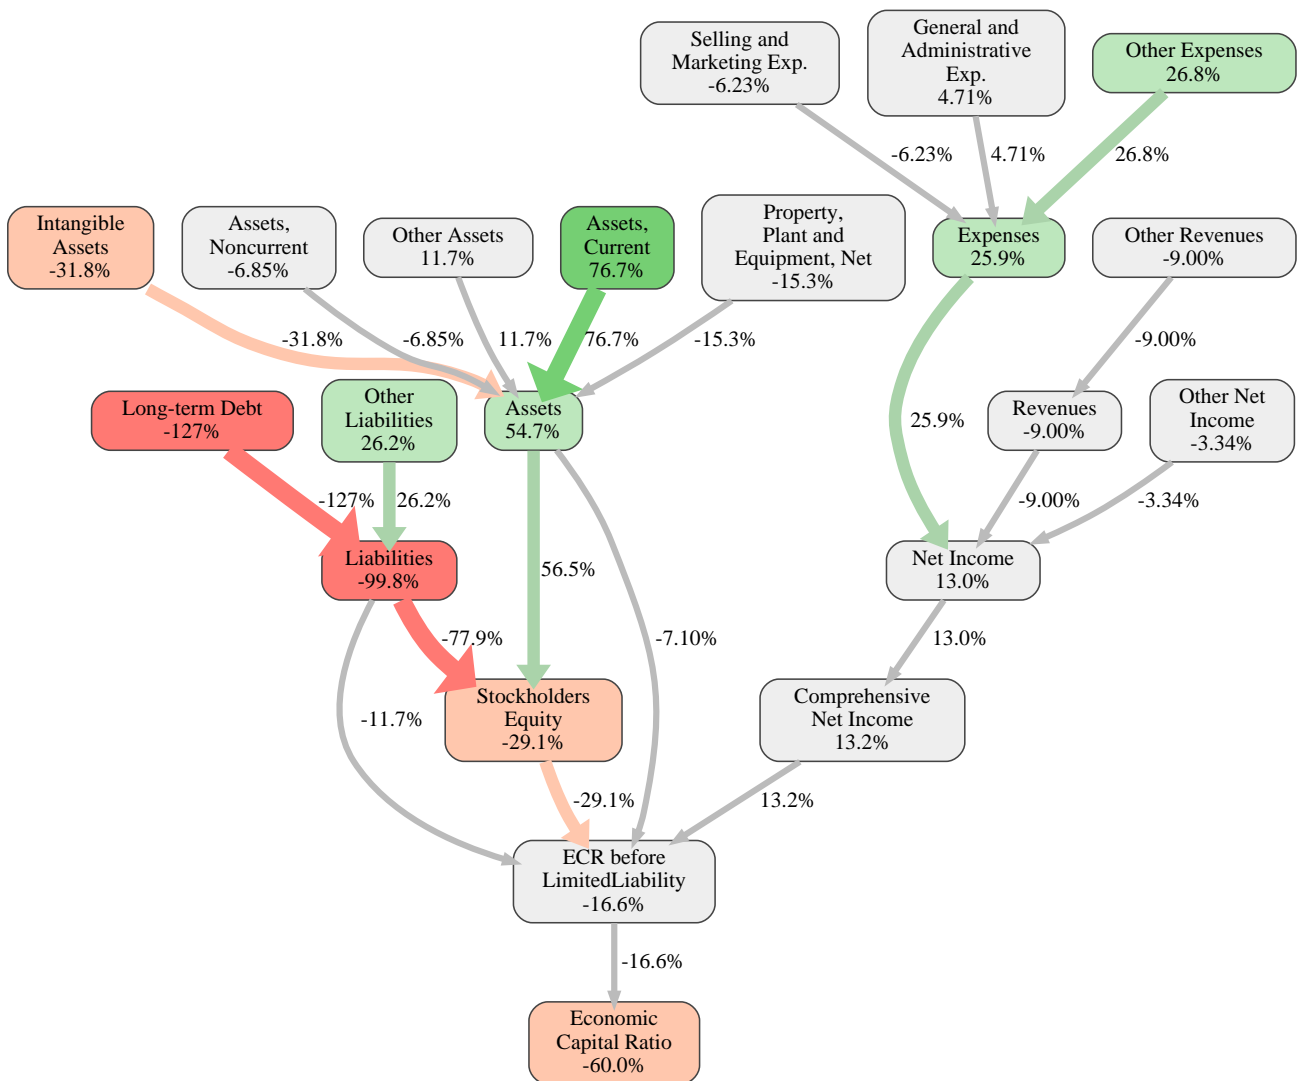 Selling and
Marketing Exp.
-6.23%
General and
Administrative
Exp.
4.71%
Other Expenses
26.8%
-6.23%
4.71%
26.8%
Intangible
Assets
-31.8%
Assets,
Noncurrent
-6.85%
Other Assets
11.7%
Assets,
Current
76.7%
Property,
Plant and
Equipment, Net
-15.3%
Expenses
25.9%
Other Revenues
-9.00%
-31.8%
-6.85%
11.7%
76.7%
-15.3%
-9.00%
Long-term Debt
-127%
Other
Liabilities
26.2%
Assets
54.7%
25.9%
Revenues
-9.00%
Other Net
Income
-3.34%
-127%
26.2%
-9.00%
-3.34%
Liabilities
-99.8%
56.5%
Net Income
13.0%
-77.9%
-7.10%
13.0%
-11.7%
Stockholders
Equity
-29.1%
Comprehensive
Net Income
13.2%
-29.1%
13.2%
ECR before
LimitedLiability
-16.6%
-16.6%
Economic
Capital Ratio
-60.0%